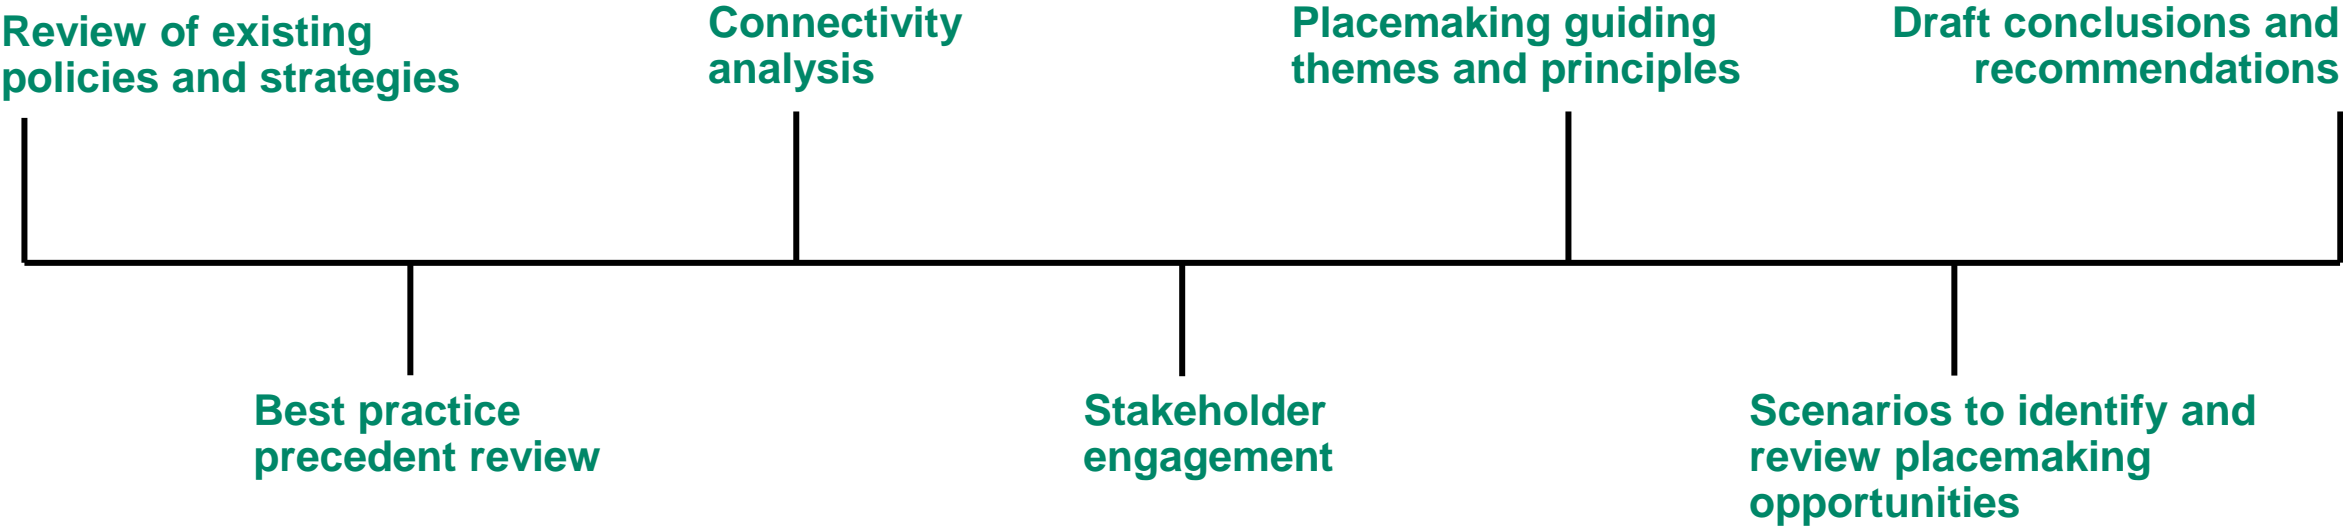 Review of existing
policies and strategies
Best practice
precedent review
Connectivity
analysis
Stakeholder
engagement
Placemaking guiding
themes and principles
Scenarios to identify and
review placemaking
opportunities
Draft conclusions and
recommendations